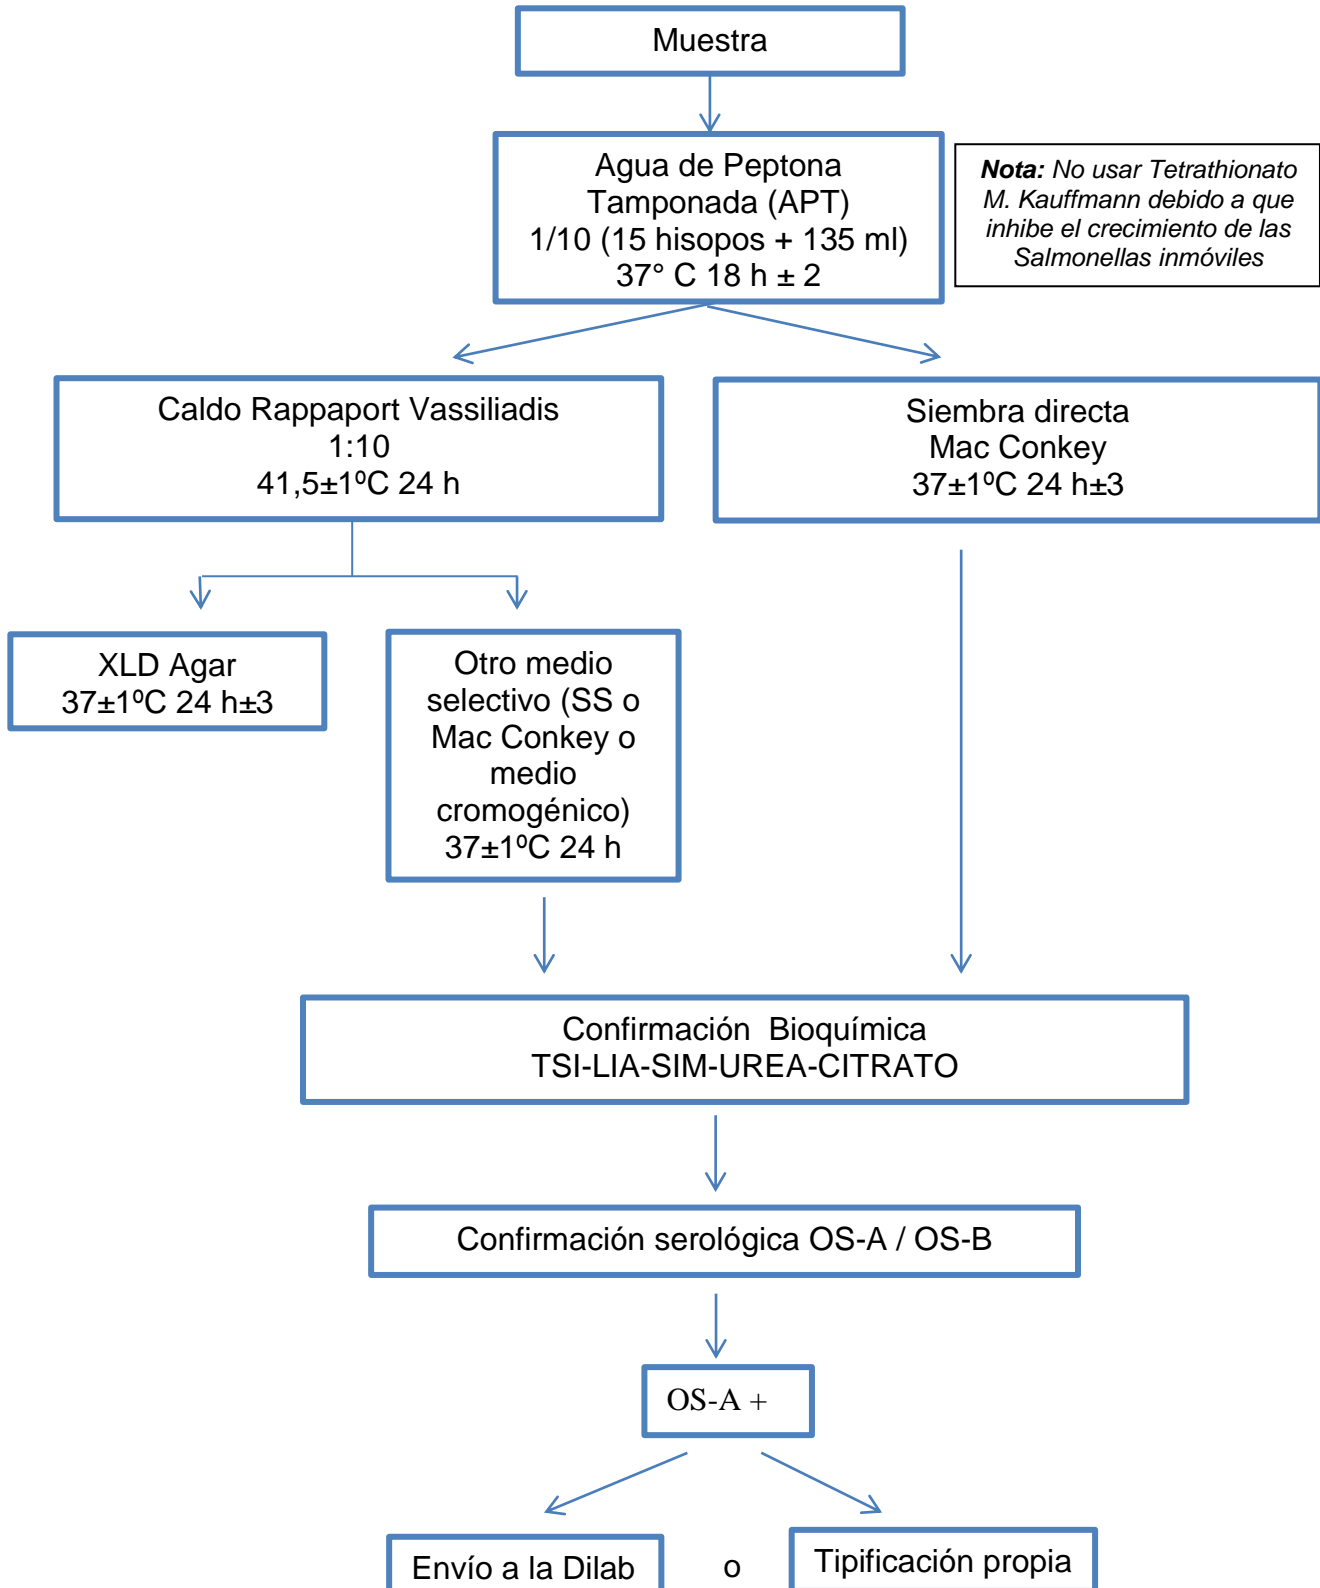 Muestra
Agua de Peptona
Tamponada (APT)
1/10 (15 hisopos + 135 ml)
37° C 18 h ± 2
Nota: No usar Tetrathionato
M. Kauffmann debido a que
inhibe el crecimiento de las
Salmonellas inmóviles
Caldo Rappaport Vassiliadis
1:10
41,5±1ºC 24 h
Siembra directa
Mac Conkey
37±1ºC 24 h±3
XLD Agar
37±1ºC 24 h±3
Otro medio
selectivo (SS o
Mac Conkey o
medio
cromogénico)
37±1ºC 24 h
Confirmación  Bioquímica
TSI-LIA-SIM-UREA-CITRATO
Confirmación serológica OS-A / OS-B
OS-A +
Envío a la Dilab o Tipificación propia